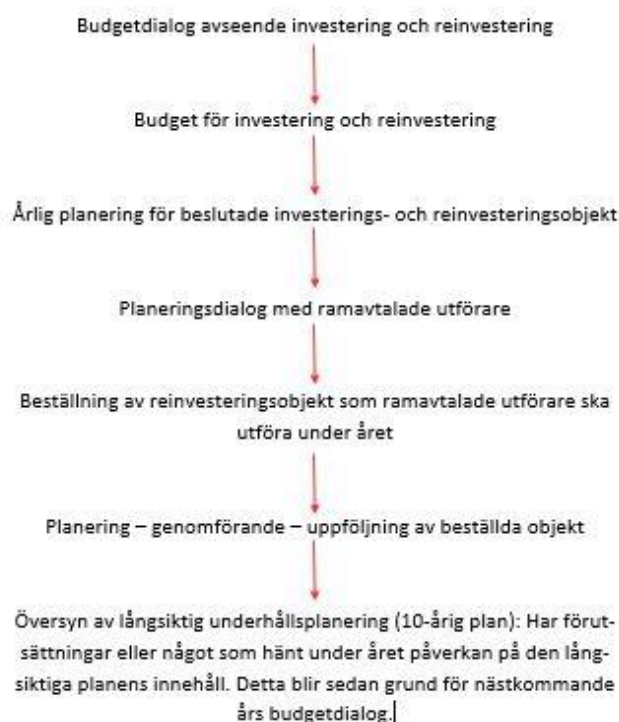 Budgetdialog avseende investering och reinvestering
Budget för investering och reinvestering
Årlig planering för beslutade investerings- och reinvesteringsobjekt
Planeringsdialog med ramavtalade utförare
Beställning av reinvesteringsobjekt som ramavtalade utförare ska
utföra under året
Planering – genomförande – uppföljning av beställda objekt
Översyn av långsiktig underhållsplanering (10-årig plan): Har förut-
sättningar eller något som hänt under året påverkan på den lång-
siktiga planens innehåll. Detta blir sedan grund för nästkommande
års budgetdialog.